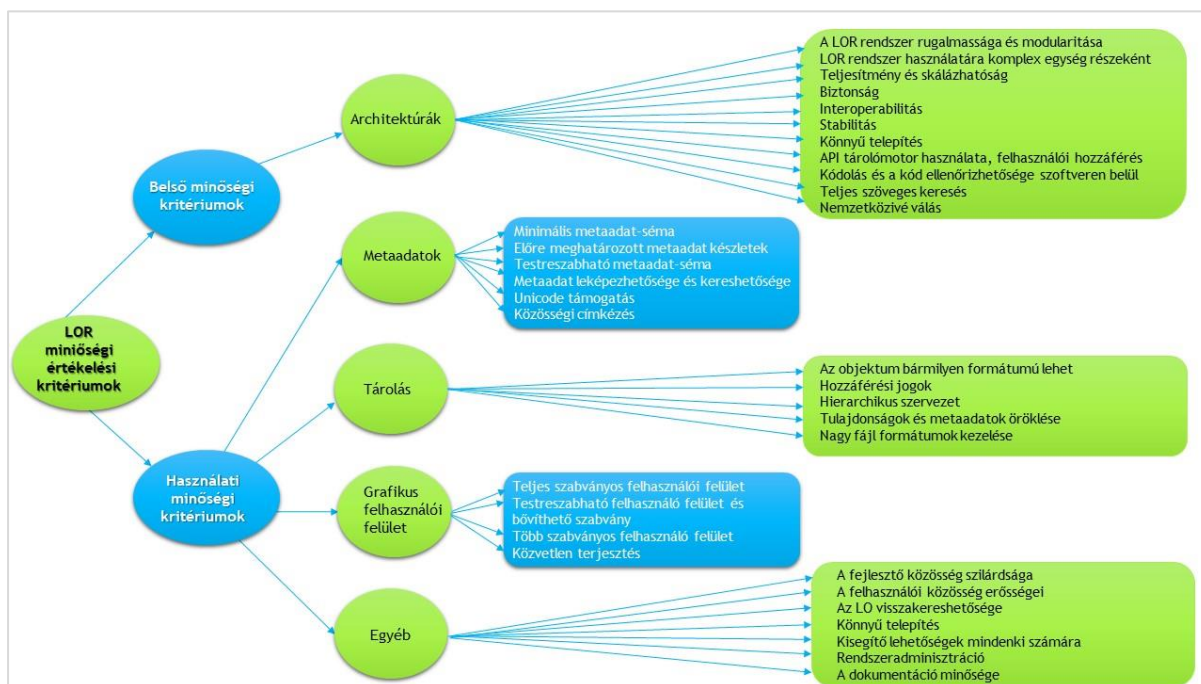 LOR
miniőségi
értékelési
kritériumok
Belső minőségi
kritériumok
Használati
minőségi
kritériumok
Architektúrák
A LOR rendszer rugalmassága és modularitása
LOR rendszer használatára komplex egység részeként
Teljesítmény és skálázhatóság
Biztonság
Interoperabilitás
Stabilitás
Könnyű telepítés
API tárolómotor használata, felhasználói hozzáférés
Kódolás és a kód ellenőrizhetősége szoftveren belül
Teljes szöveges keresés
Nemzetközivé válás
Metaadatok
Minimális metaadat-séma
Előre meghatározott metaadat készletek
Testreszabható metaadat-séma
Metaadat leképezhetősége és kereshetősége
Unicode támogatás
Közösségi címkézés
Tárolás
Az objektum bármilyen formátumú lehet
Hozzáférési jogok
Hierarchikus szervezet
Tulajdonságok és metaadatok öröklése
Nagy fájl formátumok kezelése
Grafikus
felhasználói
felület
Teljes szabványos felhasználói felület
Testreszabható felhasználó felület és
bővíthető szabvány
Több szabványos felhasználó felület
Közvetlen terjesztés
Egyéb
A fejlesztő közösség szilárdsága
A felhasználói közösség erősségei
Az LO visszakereshetősége
Könnyű telepítés
Kisegítő lehetőségek mindenki számára
Rendszeradminisztráció
A dokumentáció minősége